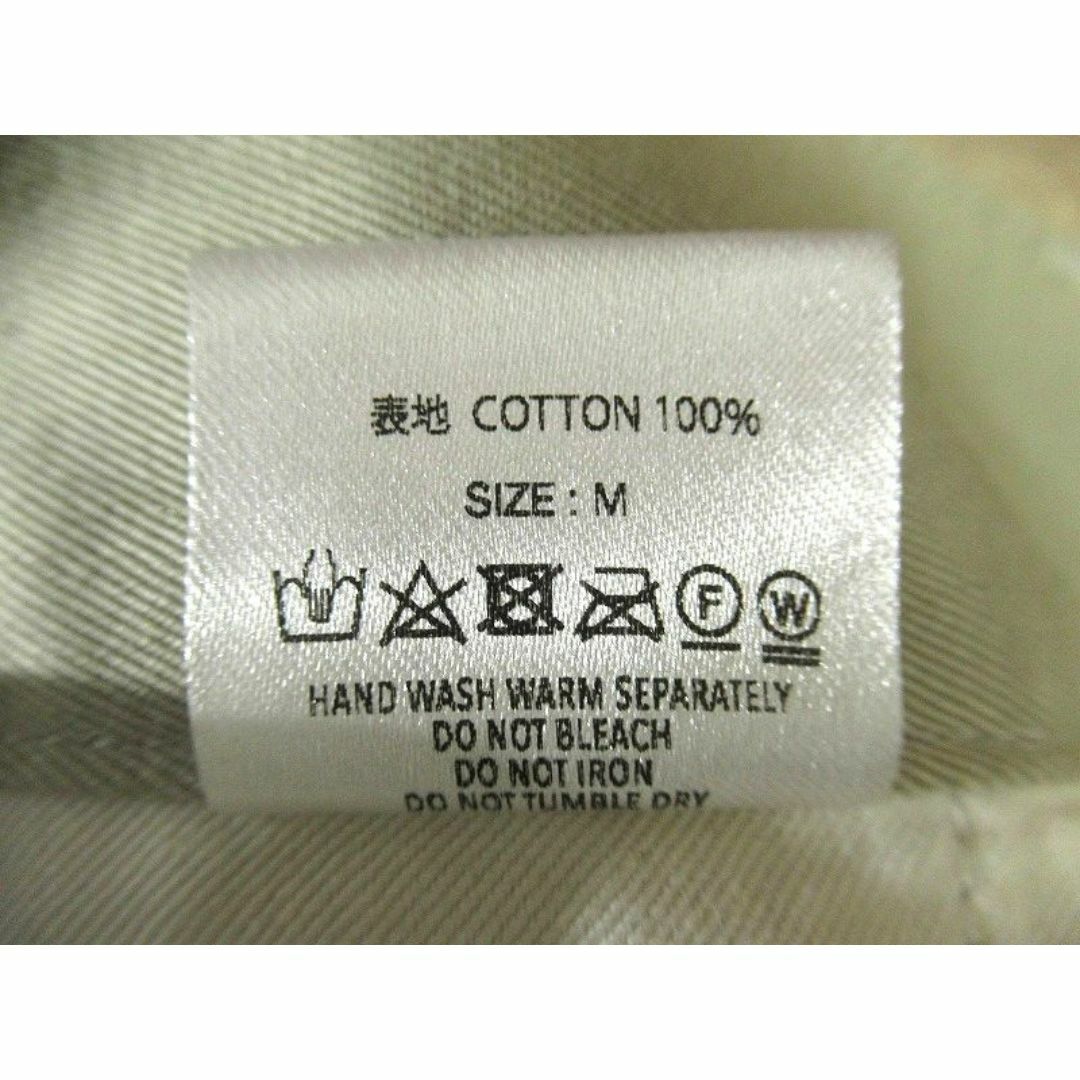 表地 COTTON 100%
SIZE : M
F W
HAND WASH WARM SEPARATELY
DO NOT BLEACH
DO NOT IRON
DO NOT TUMBLE DRY